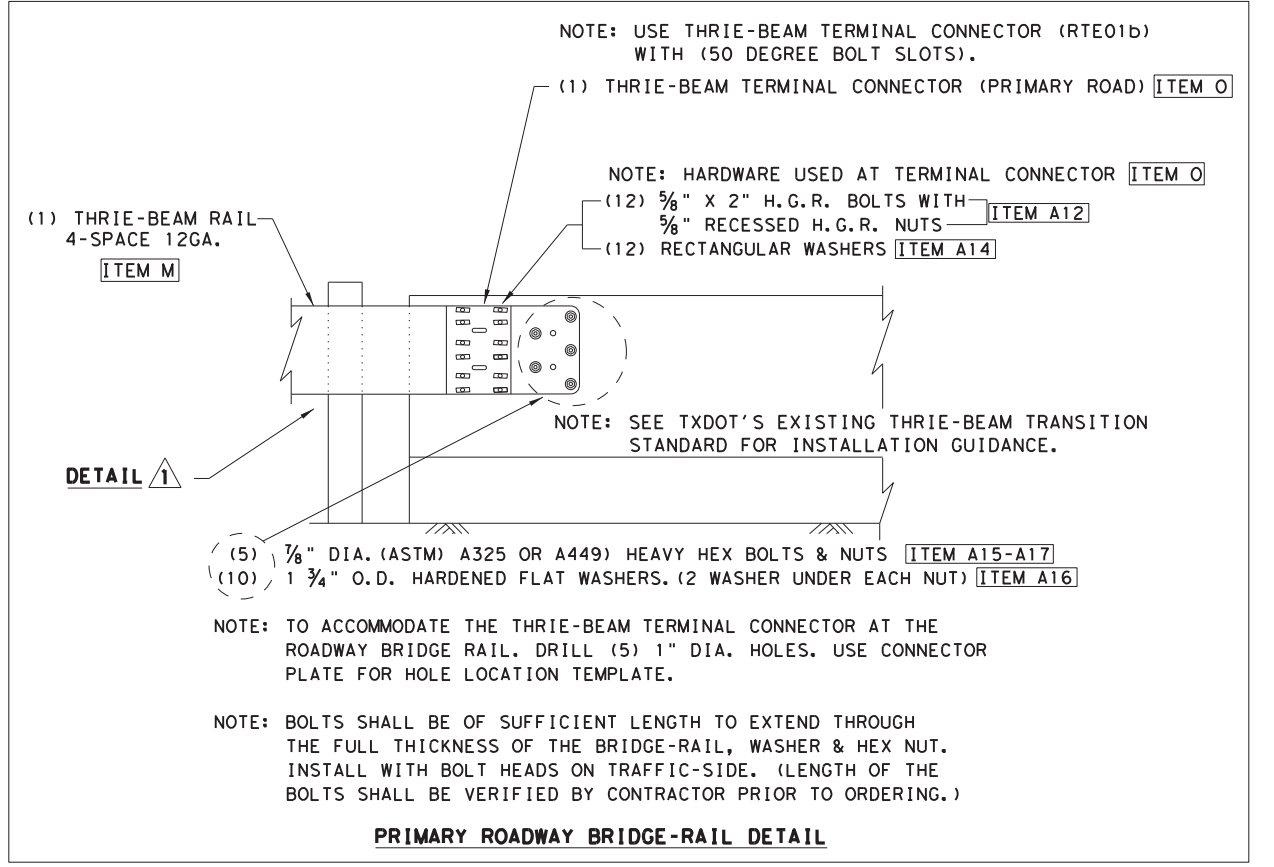 NOTE: USE THRIE-BEAM TERMINAL CONNECTOR (RTE01b)
WITH (50 DEGREE BOLT SLOTS).
(1) THRIE-BEAM TERMINAL CONNECTOR (PRIMARY ROAD) ITEM O
NOTE: HARDWARE USED AT TERMINAL CONNECTOR ITEM O
(12) 5/8" X 2" H.G.R. BOLTS WITH
5/8" RECESSED H.G.R. NUTS
ITEM A12
(12) RECTANGULAR WASHERS ITEM A14
(1) THRIE-BEAM RAIL
4-SPACE 12GA.
ITEM M
NOTE: SEE TXDOT'S EXISTING THRIE-BEAM TRANSITION
STANDARD FOR INSTALLATION GUIDANCE.
DETAIL 1
(5) 7/8" DIA. (ASTM) A325 OR A449) HEAVY HEX BOLTS & NUTS ITEM A15-A17
(10) 1 3/4" O.D. HARDENED FLAT WASHERS. (2 WASHER UNDER EACH NUT) ITEM A16
NOTE: TO ACCOMMODATE THE THRIE-BEAM TERMINAL CONNECTOR AT THE
ROADWAY BRIDGE RAIL. DRILL (5) 1" DIA. HOLES. USE CONNECTOR
PLATE FOR HOLE LOCATION TEMPLATE.
NOTE: BOLTS SHALL BE OF SUFFICIENT LENGTH TO EXTEND THROUGH
THE FULL THICKNESS OF THE BRIDGE-RAIL, WASHER & HEX NUT.
INSTALL WITH BOLT HEADS ON TRAFFIC-SIDE. (LENGTH OF THE
BOLTS SHALL BE VERIFIED BY CONTRACTOR PRIOR TO ORDERING.)
PRIMARY ROADWAY BRIDGE-RAIL DETAIL